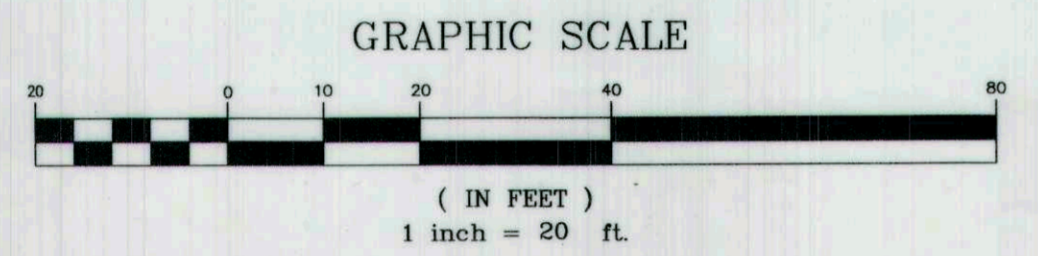 GRAPHIC SCALE
20 0 10 20 40 80
( IN FEET )
1 inch = 20 ft.